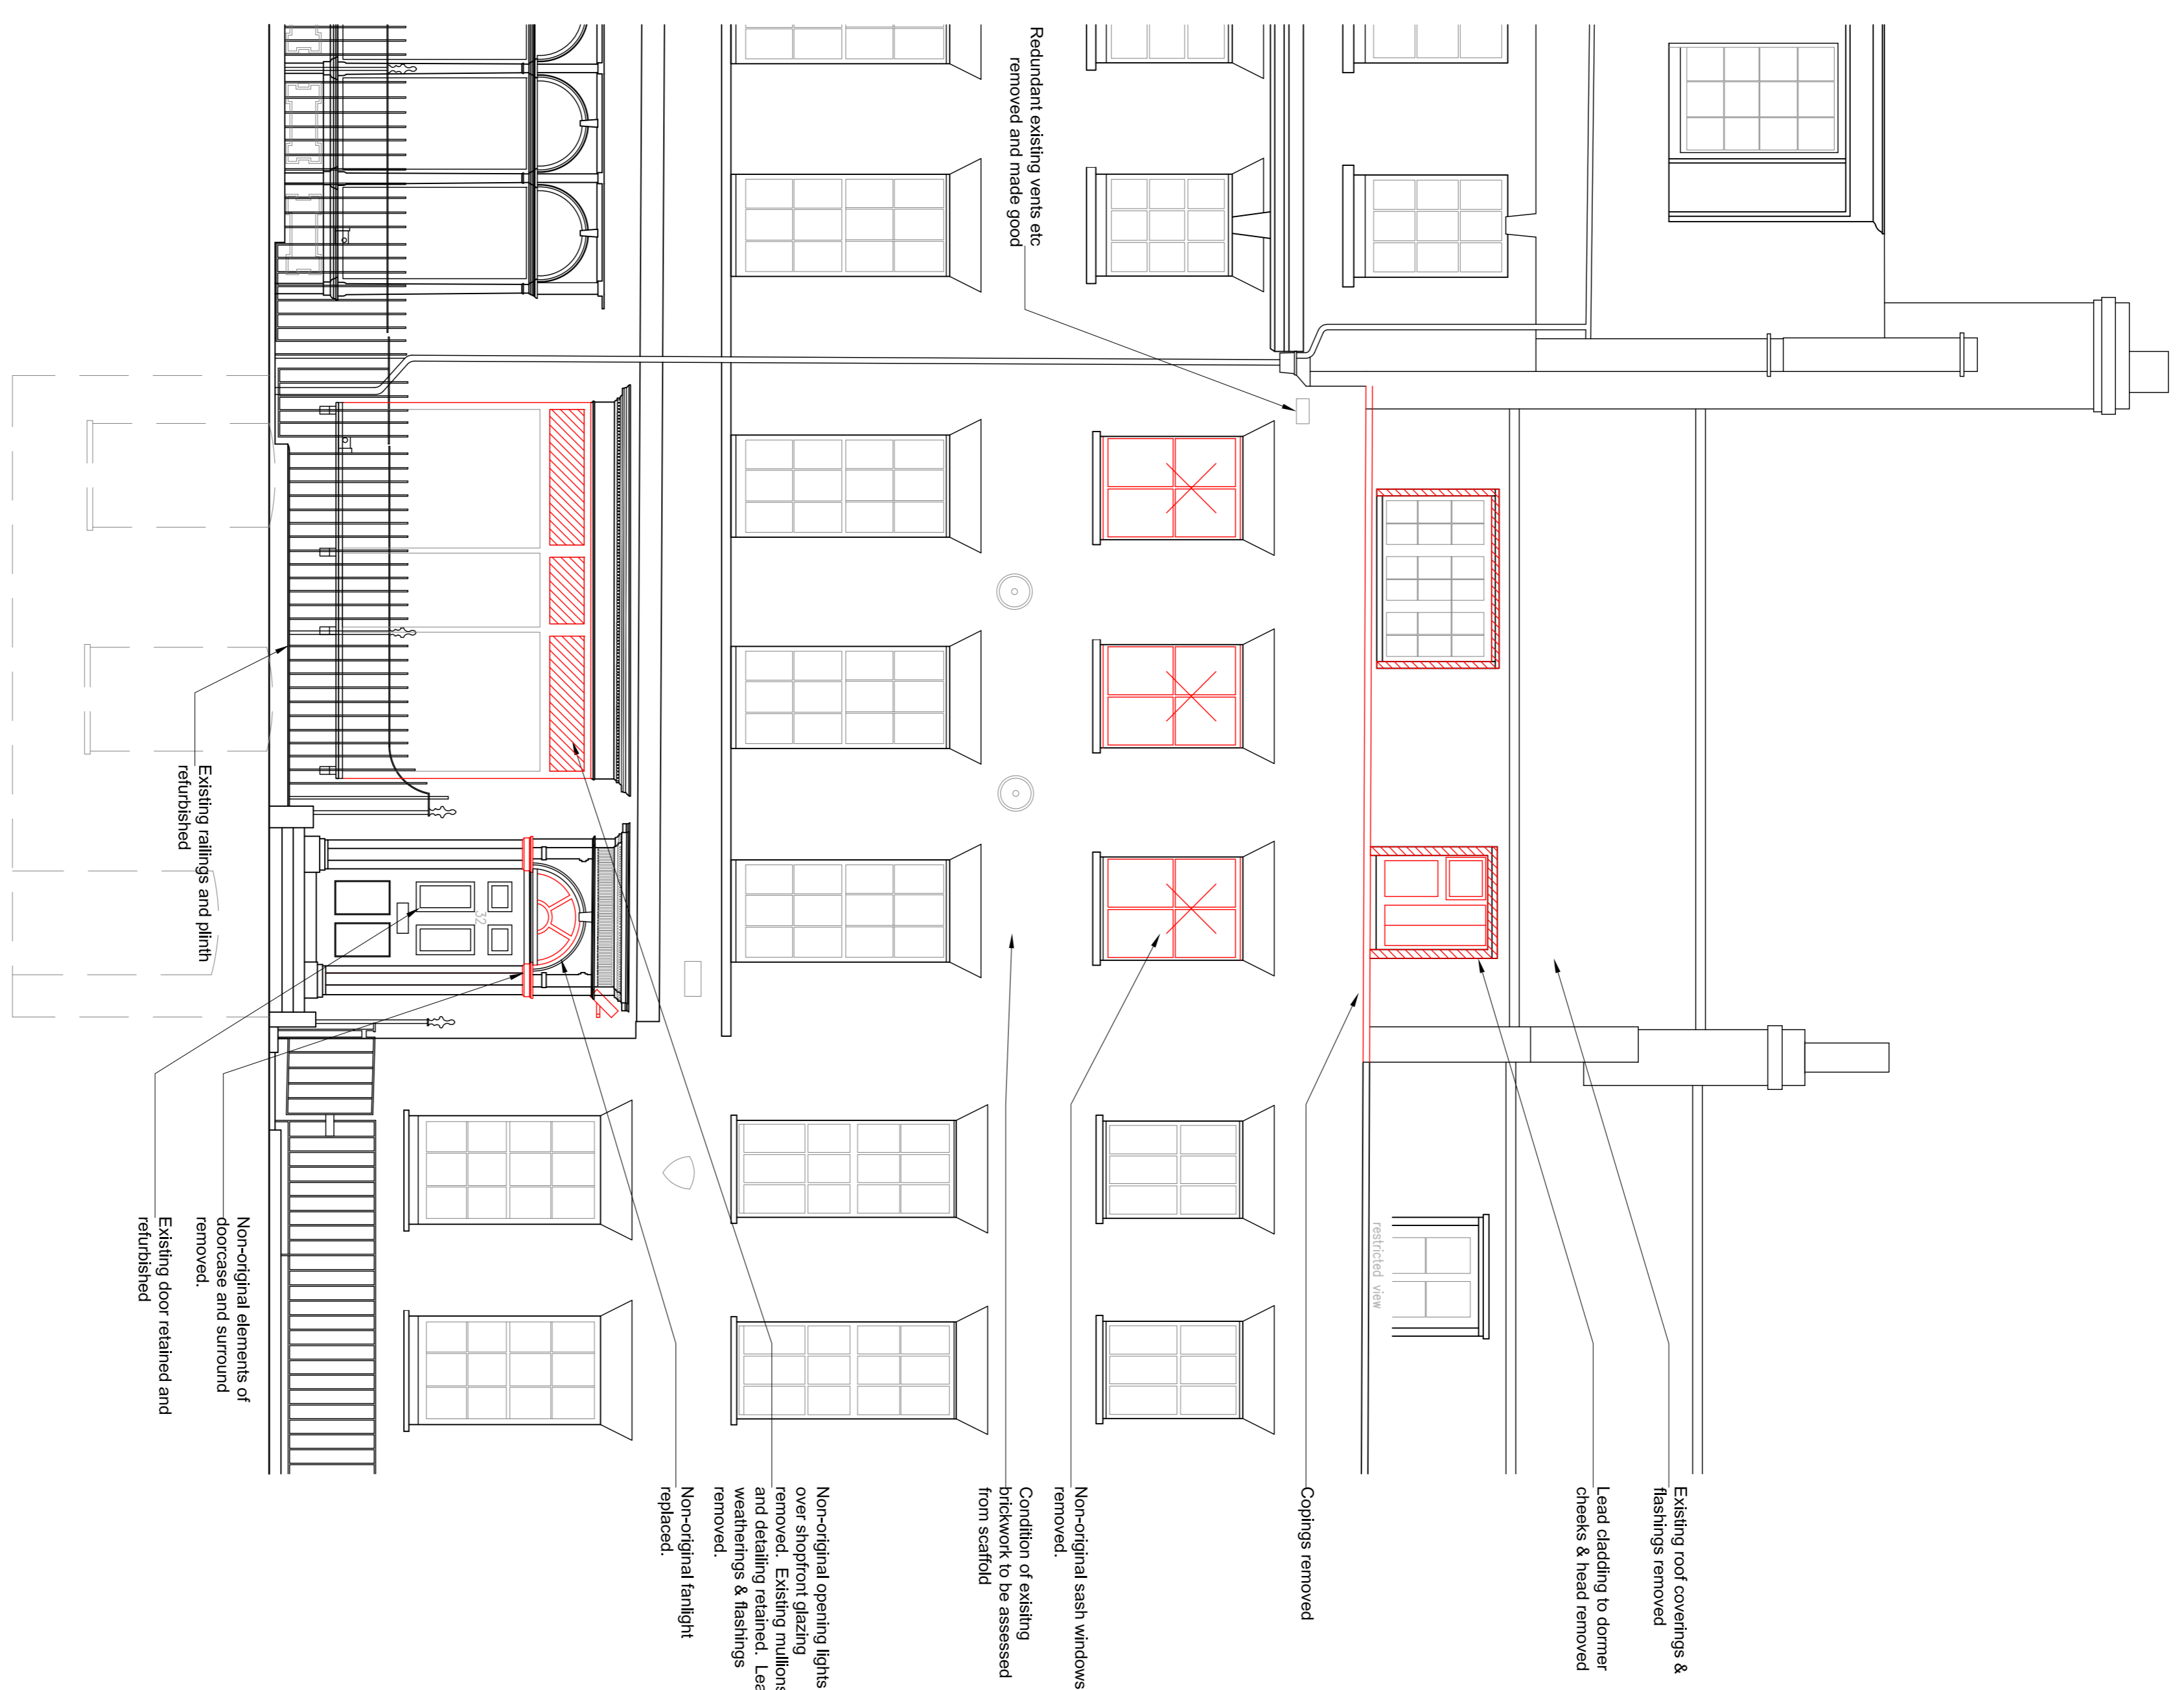 Redundant existing vents etc
removed and made good
Existing roof coverings &
flashings removed
Lead cladding to dormer
cheeks & head removed
Copings removed
Non-original sash windows
removed.
Condition of exisitng
brickwork to be assessed
from scaffold
Non-original opening lights
over shopfront glazing
removed. Existing mullions
and detailing retained. Lea
weatherings & flashings
removed.
Non-original fanlight
replaced.
Non-original elements of
doorcase and surround
removed.
Existing door retained and
refurbished
Existing railings and plinth
refurbished
restricted view
32